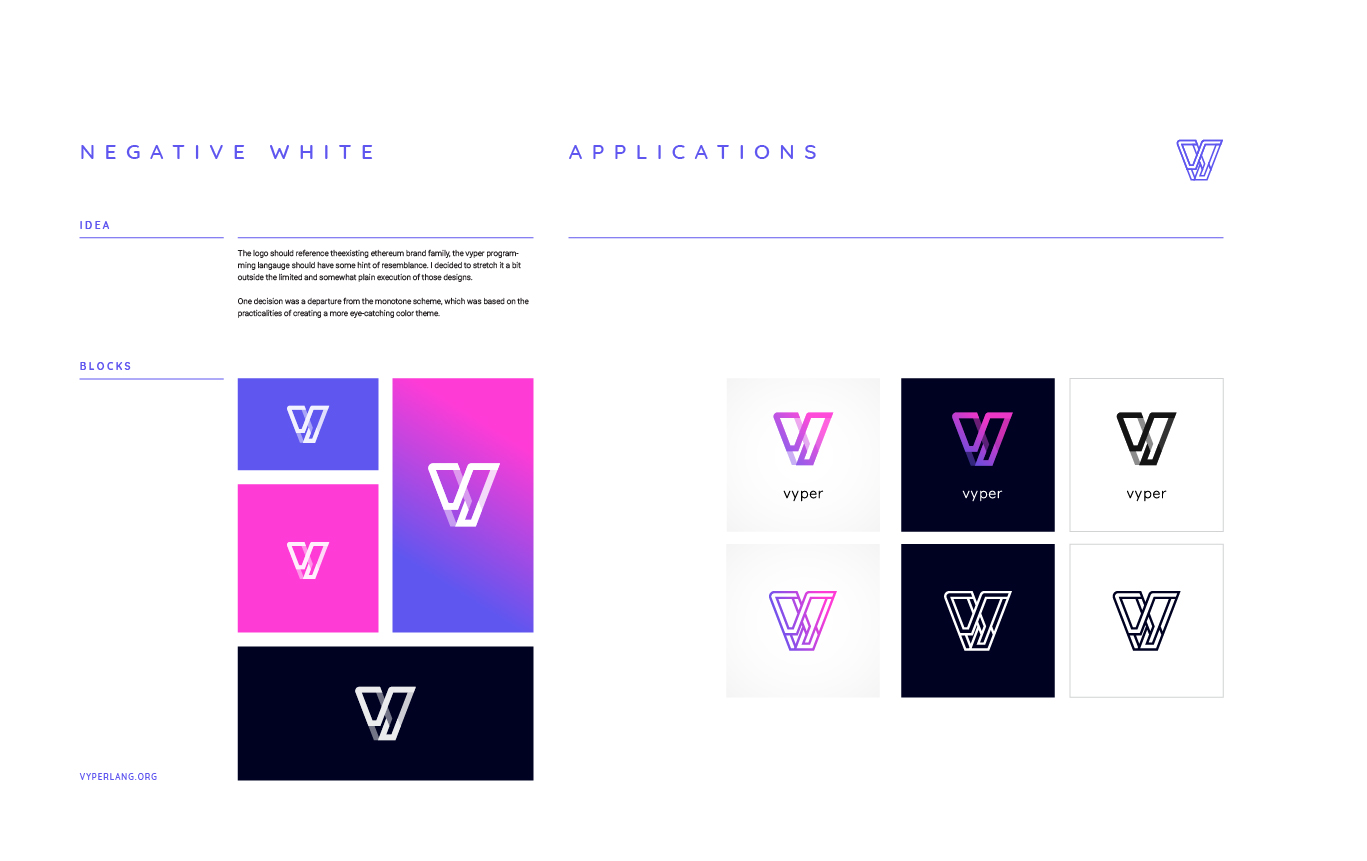 NEGATIVE WHITE
APPLICATIONS
IDEA
The logo should reference theexisting ethereum brand family, the vyper program-
ming langauge should have some hint of resemblance. I decided to stretch it a bit
outside the limited and somewhat plain execution of those designs.
One decision was a departure from the monotone scheme, which was based on the
practicalities of creating a more eye-catching color theme.
BLOCKS
vyper
vyper
vyper
VYPERLANG.ORG